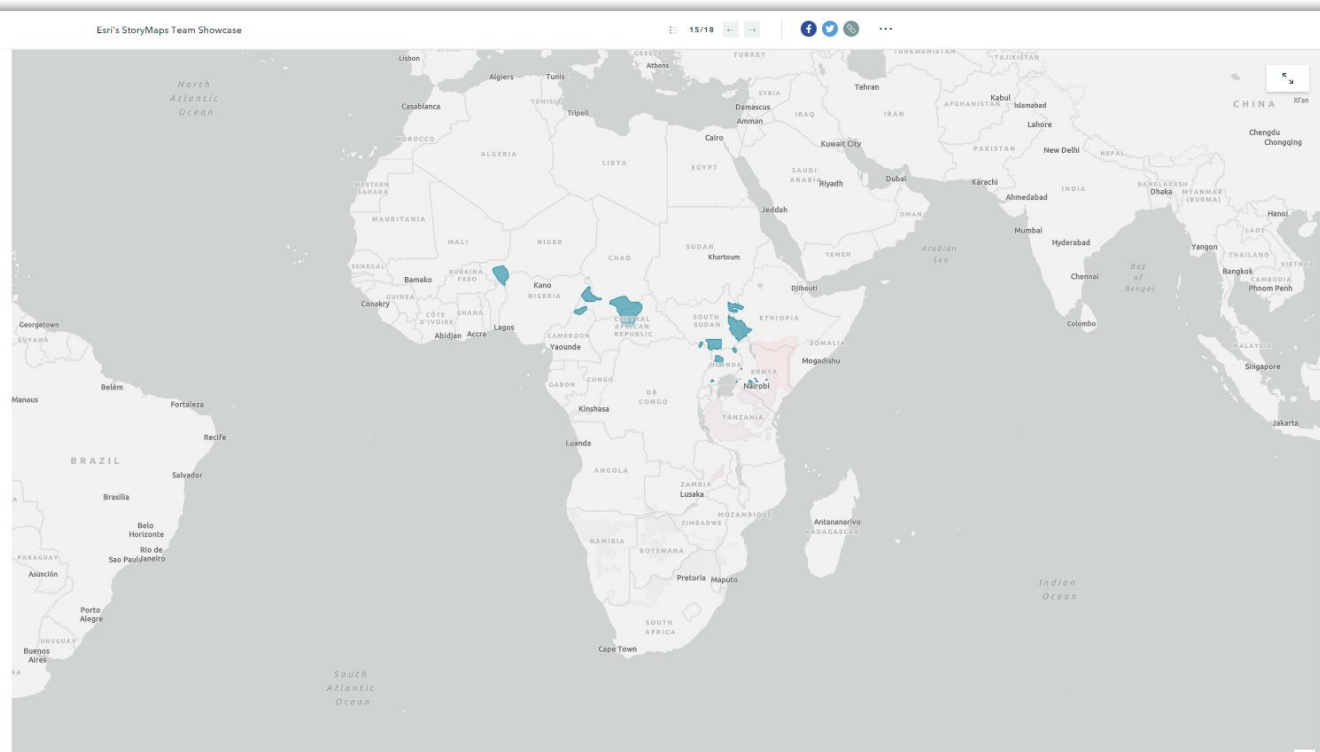 Esri's StoryMaps Team Showcase
15/18
North
Atlantic
Ocean
Lisbon
GREECE
Athens
TURKEY
TURKMENISTAN
TAJIKISTAN
Algiers
Tunis
TUNISIA
Casablanca
Tripoli
SYRIA
Damascus
Amman
IRAQ
Tehran
IRAN
AFGHANISTAN
Kabul
Islamabad
Lahore
CHINA
Xi'an
Chengdu
Chongqing
MOROCCO
ALGERIA
LIBYA
Cairo
EGYPT
Kuwait City
PAKISTAN
New Delhi
NEPAL
SAUDI
ARABIA
Riyadh
Dubai
Karachi
Ahmedabad
INDIA
BANGLADESH
Dhaka
MYANMAR
(BURMA)
Hanoi
WESTERN
SAHARA
Jeddah
OMAN
MAURITANIA
MALI
NIGER
CHAD
SUDAN
Khartoum
YEMEN
Arabian
Sea
Mumbai
Hyderabad
Yangon
LAOS
THAILAND
VIETNAM
SENEGAL
Bamako
BURKINA
FASO
Kano
NIGERIA
Djibouti
Chennai
Bay
of
Bengal
Bangkok
CAMBODIA
Phnom Penh
GUINEA
Conakry
CÔTE
D'IVOIRE
GHANA
Abidjan
Accra
Lagos
CENTRAL
AFRICAN
REPUBLIC
SOUTH
SUDAN
ETHIOPIA
Colombo
Georgetown
GUYANA
CAMEROON
Yaounde
SOMALIA
Mogadishu
MALAYSIA
Singapore
GABON
CONGO
DR
CONGO
UGANDA
KENYA
Nairobi
Belém
Manaus
Fortaleza
Kinshasa
TANZANIA
Jakarta
Recife
Luanda
BRAZIL
Salvador
ANGOLA
ZAMBIA
Lusaka
Brasilia
MOZAMBIQUE
ZIMBABWE
Antananarivo
MADAGASCAR
Belo
Horizonte
NAMIBIA
BOTSWANA
Rio de
Janeiro
Sao Paulo
PARAGUAY
Asunción
Pretoria
Maputo
Indian
Ocean
Porto
Alegre
SOUTH
AFRICA
URUGUAY
Buenos
Aires
Cape Town
South
Atlantic
Ocean